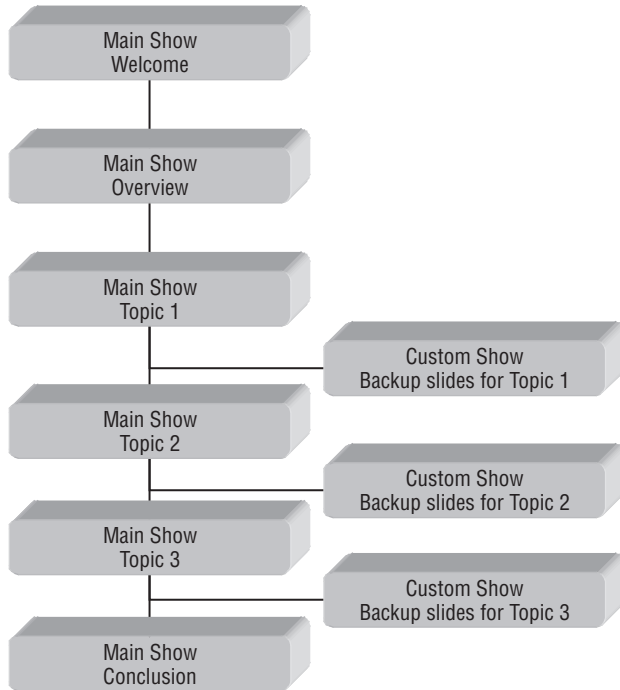 Main Show
Welcome
Main Show
Overview
Main Show
Topic 1
Custom Show
Backup slides for Topic 1
Main Show
Topic 2
Custom Show
Backup slides for Topic 2
Main Show
Topic 3
Custom Show
Backup slides for Topic 3
Main Show
Conclusion